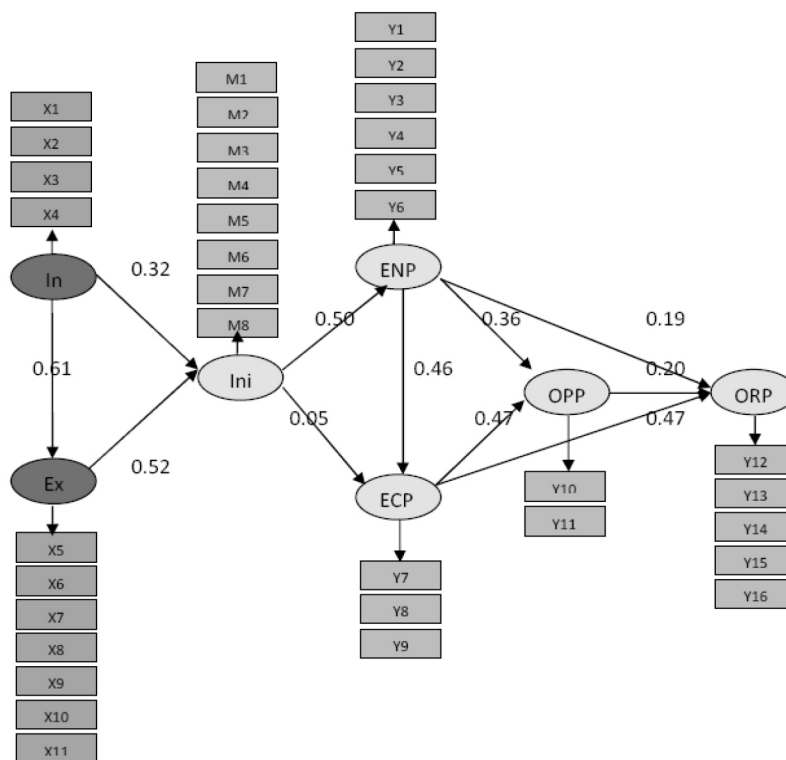 Y1
Y2
Y3
Y4
Y5
Y6
M1
M2
M3
M4
M5
M6
M7
M8
X1
X2
X3
X4
In
0.32
0.61
Ex
0.52
Ini
0.50
0.05
ENP
0.46
ECP
0.36
0.47
OPP
0.19
0.20
0.47
ORP
X5
X6
X7
X8
X9
X10
X11
Y7
Y8
Y9
Y10
Y11
Y12
Y13
Y14
Y15
Y16